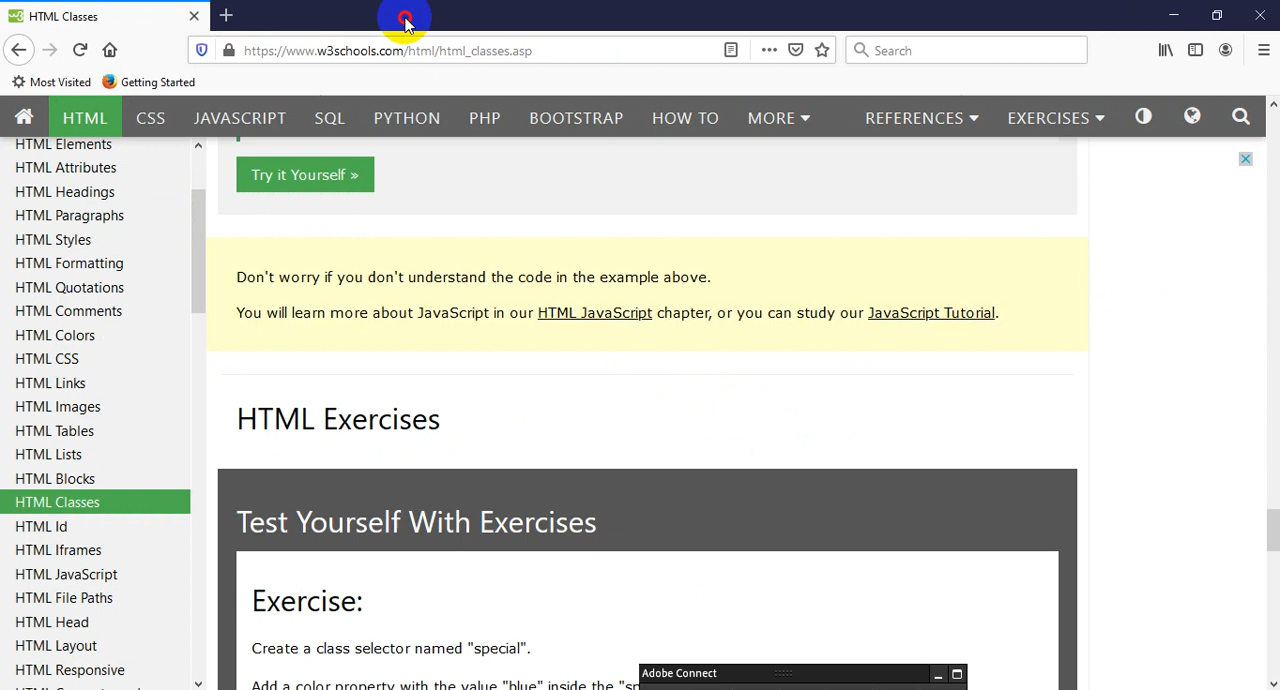 HTML Classes
https://www.w3schools.com/html/html_classes.asp
Search
Most Visited
Getting Started
HTML
CSS
JAVASCRIPT
SQL
PYTHON
PHP
BOOTSTRAP
HOW TO
MORE
REFERENCES
EXERCISES
HTML Elements
HTML Attributes
HTML Headings
HTML Paragraphs
HTML Styles
HTML Formatting
HTML Quotations
HTML Comments
HTML Colors
HTML CSS
HTML Links
HTML Images
HTML Tables
HTML Lists
HTML Blocks
HTML Classes
HTML Id
HTML Iframes
HTML JavaScript
HTML File Paths
HTML Head
HTML Layout
HTML Responsive
Try it Yourself »
Don't worry if you don't understand the code in the example above.
You will learn more about JavaScript in our HTML JavaScript chapter, or you can study our JavaScript Tutorial.
HTML Exercises
Test Yourself With Exercises
Exercise:
Create a class selector named "special".
Add a color property with the value "blue" inside the
Adobe Connect